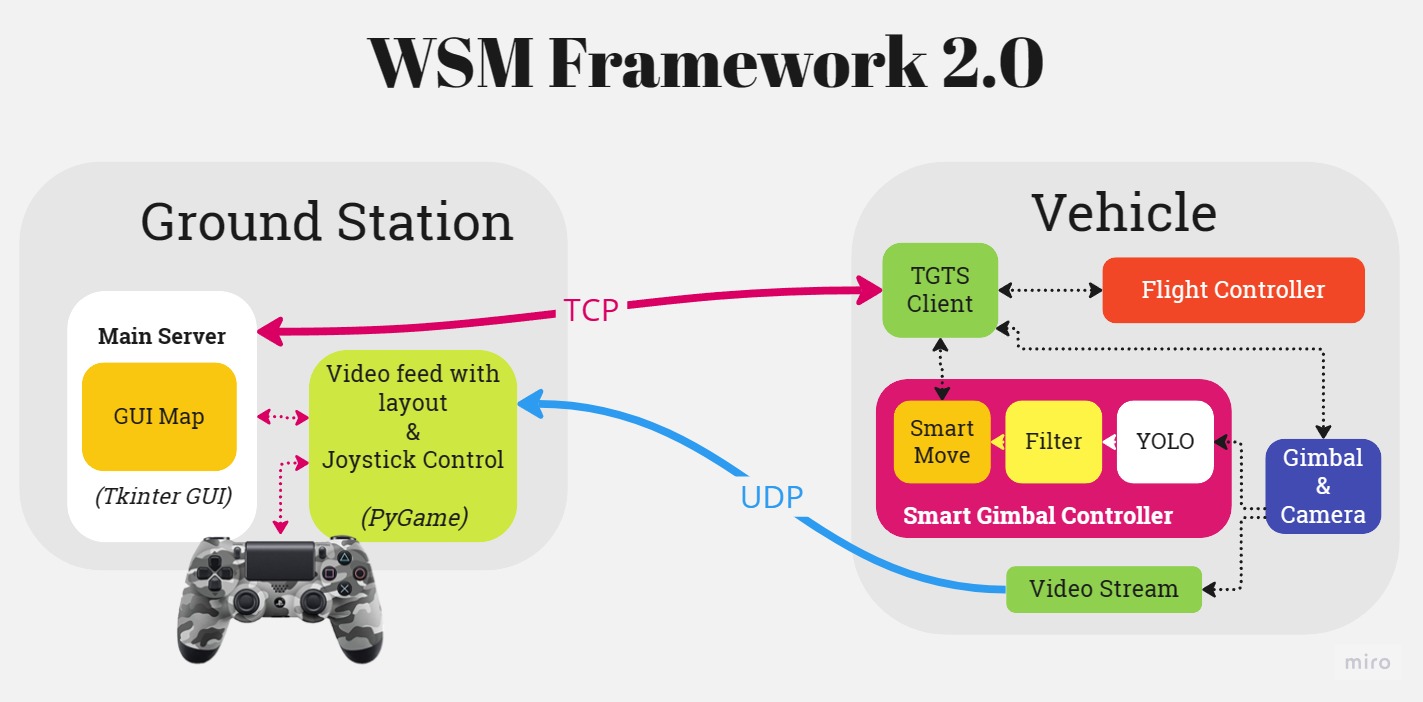 WSM Framework 2.0
Ground Station
Main Server
GUI Map
(Tkinter GUI)
Video feed with
layout
&
Joystick Control
(PyGame)
TCP
UDP
Vehicle
TGTS
Client
Flight Controller
Smart
Move
Filter
YOLO
Smart Gimbal Controller
Gimbal
&
Camera
Video Stream
miro